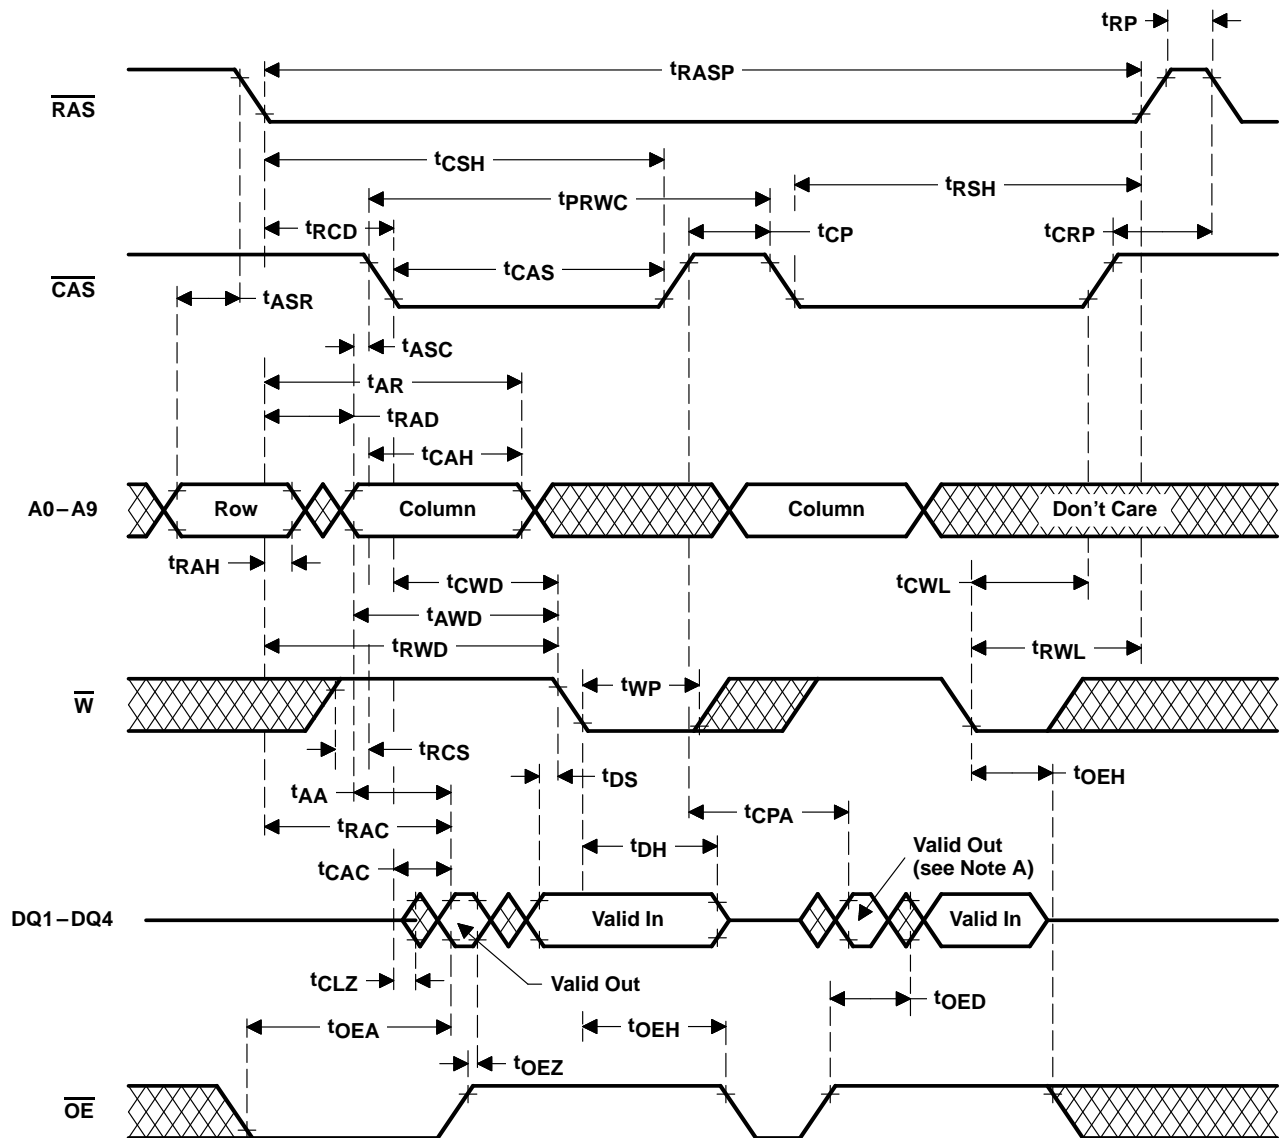 tRP
tRASP
RAS
tCSH
tRSH
tPRWC
tRCD
tCP
tCRP
tCAS
CAS
tASR
tASC
tAR
tRAD
tCAH
A0–A9
Row
Column
Column
Don't Care
tRAH
tCWD
tCWL
tAWD
tRWD
tRWL
tWP
W
tRCS
tDS
tOEH
tAA
tCPA
tRAC
tDH
Valid Out
(see Note A)
tCAC
DQ1–DQ4
Valid In
Valid In
tCLZ
Valid Out
tOED
tOEA
tOEH
tOEZ
OE